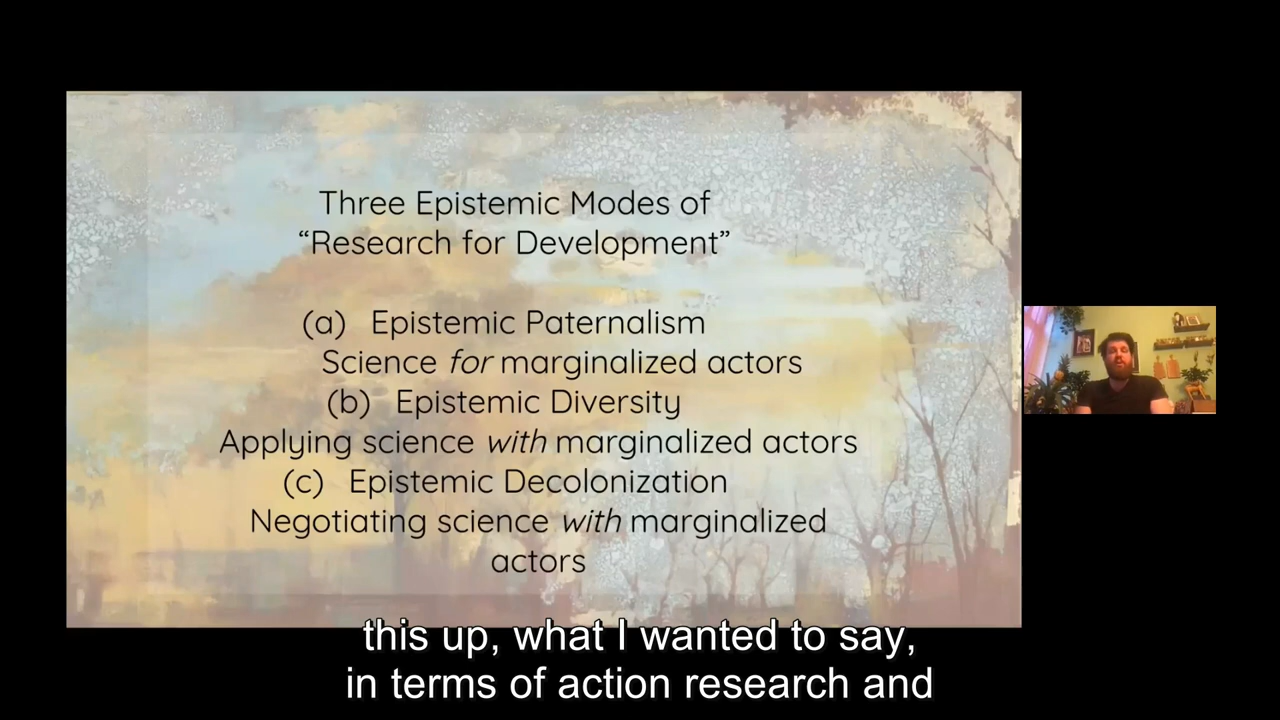 Three Epistemic Modes of
“Research for Development”
(a) Epistemic Paternalism
Science for marginalized actors
(b) Epistemic Diversity
Applying science with marginalized actors
(c) Epistemic Decolonization
Negotiating science with marginalized
actors
this up, what I wanted to say,
in terms of action research and